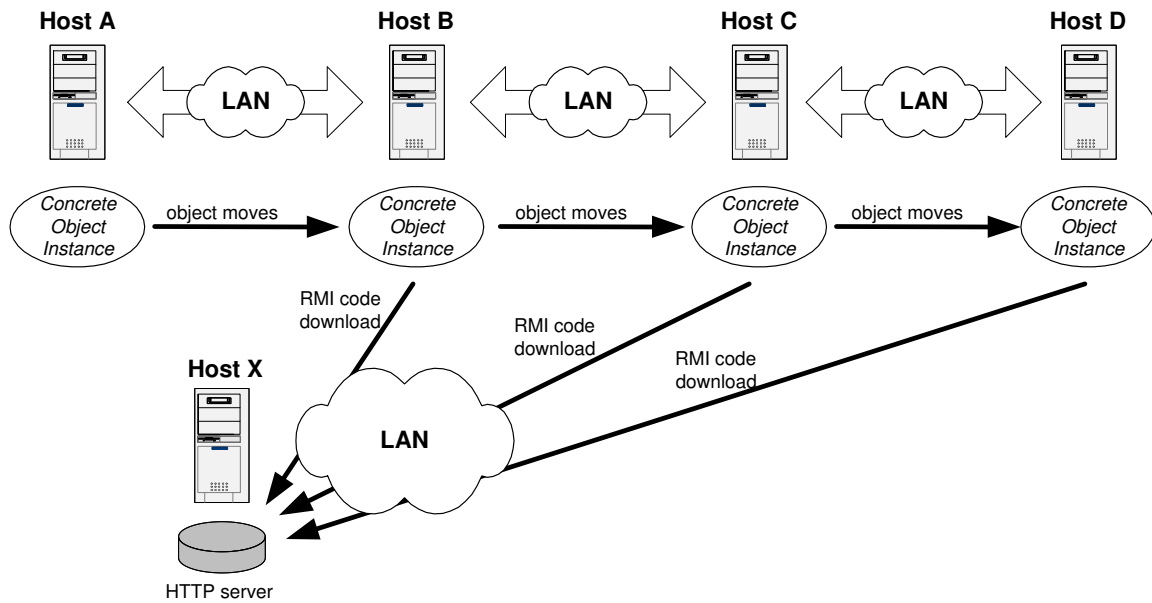 Host A
Host B
Host C
Host D
LAN
LAN
LAN
Concrete
Object
Instance
object moves
Concrete
Object
Instance
object moves
Concrete
Object
Instance
object moves
Concrete
Object
Instance
RMI code
download
RMI code
download
RMI code
download
Host X
LAN
HTTP server